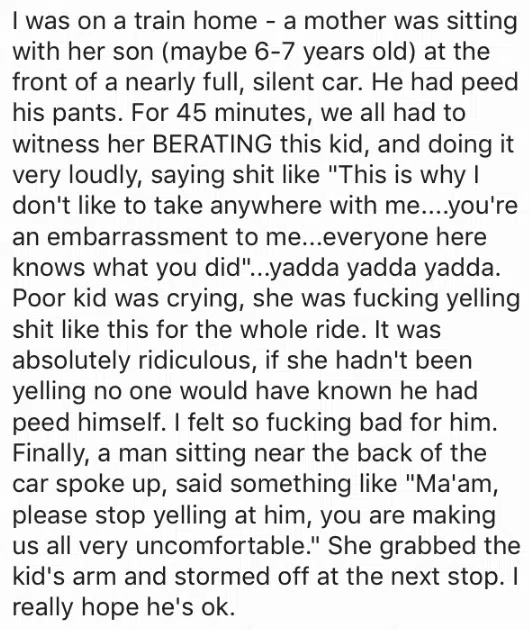 I was on a train home - a mother was sitting
with her son (maybe 6-7 years old) at the
front of a nearly full, silent car. He had peed
his pants. For 45 minutes, we all had to
witness her BERATING this kid, and doing it
very loudly, saying shit like "This is why I
don't like to take anywhere with me....you're
an embarrassment to me...everyone here
knows what you did"...yadda yadda yadda.
Poor kid was crying, she was fucking yelling
shit like this for the whole ride. It was
absolutely ridiculous, if she hadn't been
yelling no one would have known he had
peed himself. I felt so fucking bad for him.
Finally, a man sitting near the back of the
car spoke up, said something like "Ma'am,
please stop yelling at him, you are making
us all very uncomfortable." She grabbed the
kid's arm and stormed off at the next stop. I
really hope he's ok.